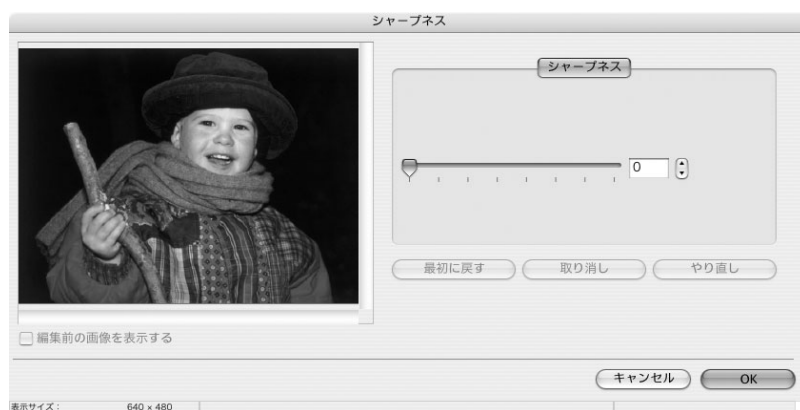 シャープネス
シャープネス
0
最初に戻す
取り消し
やり直し
編集前の画像を表示する
キャンセル
OK
表示サイズ：
640 × 480